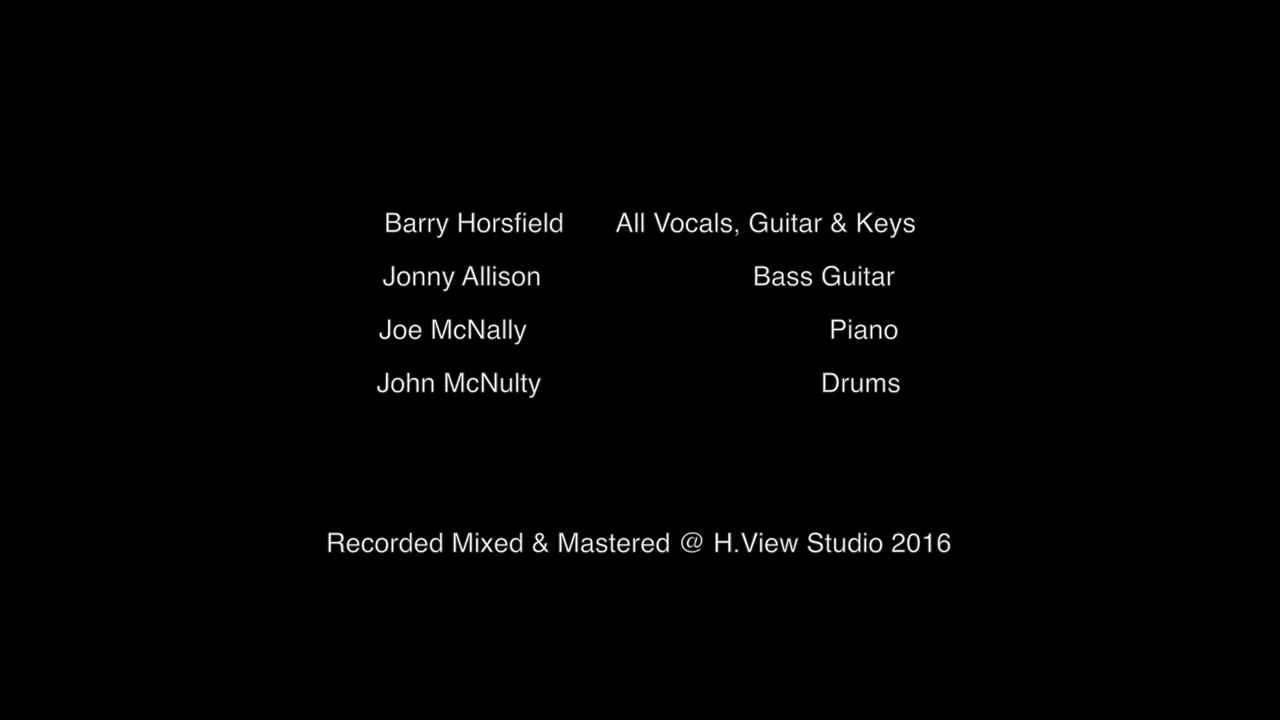 Barry Horsfield All Vocals, Guitar & Keys
Jonny Allison Bass Guitar
Joe McNally Piano
John McNulty Drums
Recorded Mixed & Mastered @ H.View Studio 2016